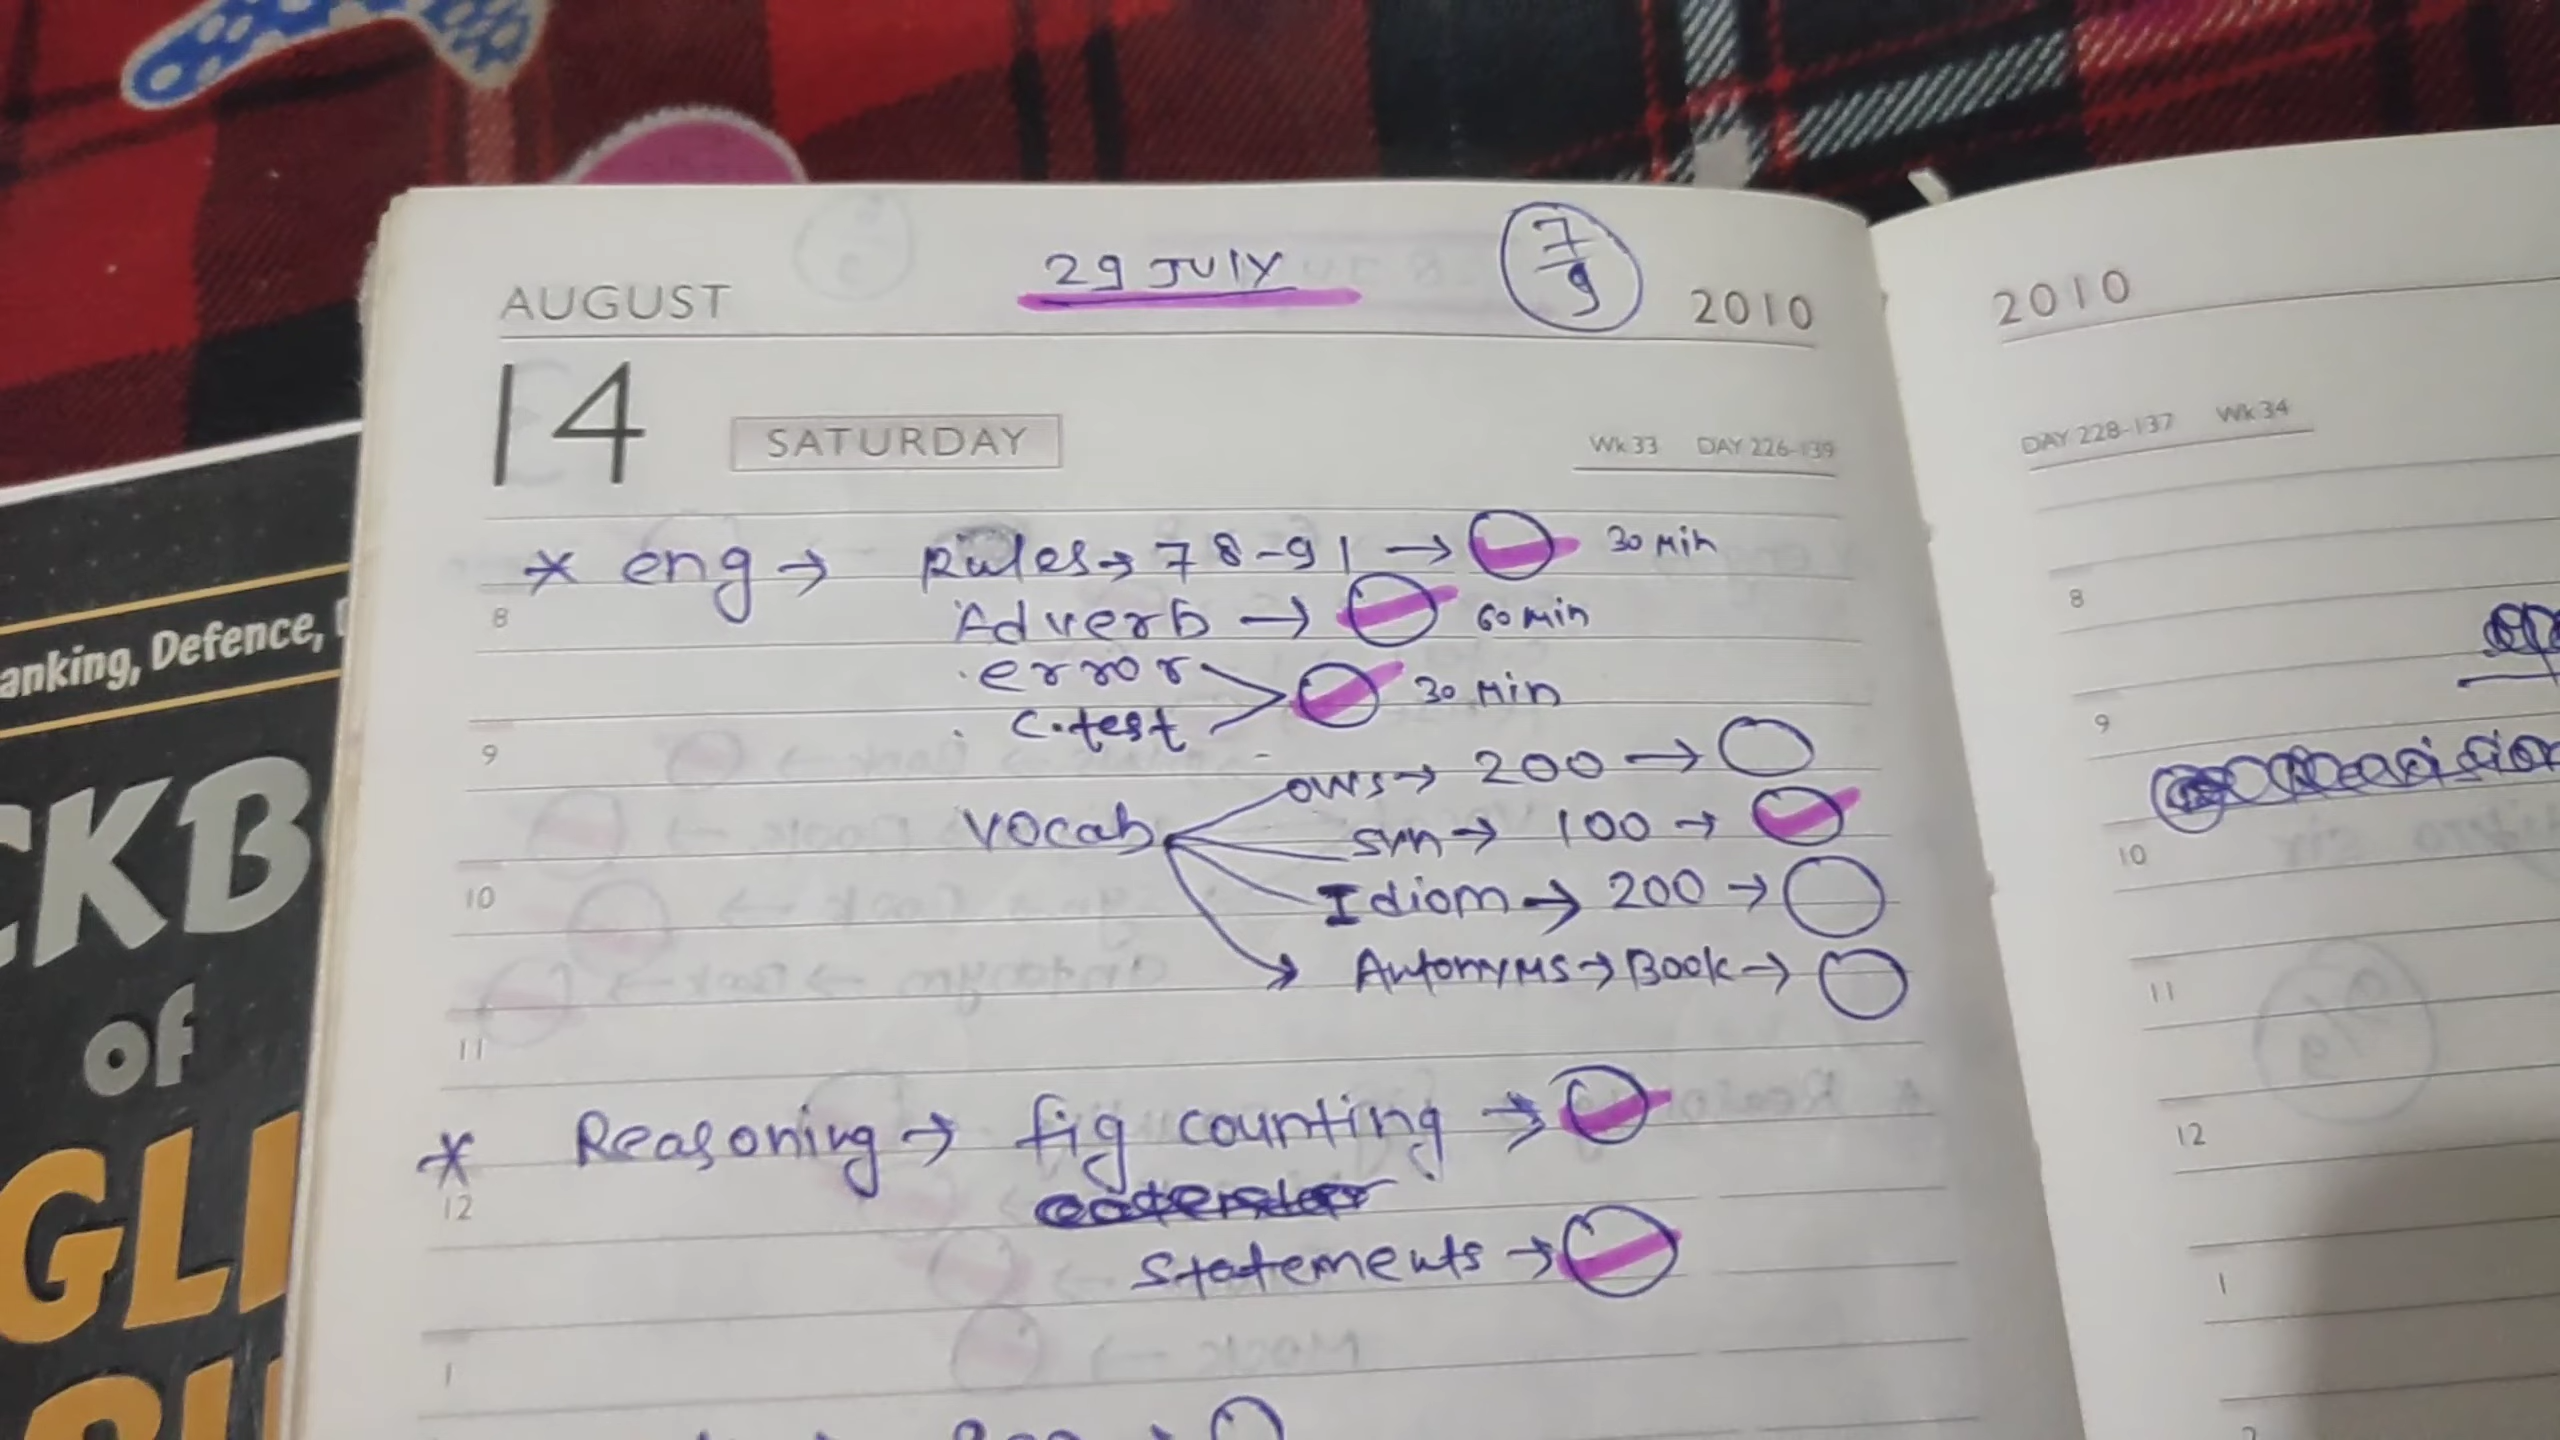 29 JULY
7/9
AUGUST
2010
14
SATURDAY
Wk 33 DAY 226-139
* eng → Rules → 78-91 → 30 Min
8
Adverb → 60 min
error
C.test
30 Min
9
vocab
ows → 200 →
syn → 100 →
Idiom → 200 →
10
Antonyms → Book →
11
* Reasoning → fig counting →
12
Statements →
1
2010
DAY 228-137 Wk 34
8
9
10
11
12
1
anking, Defence,
CKB
of
GLI